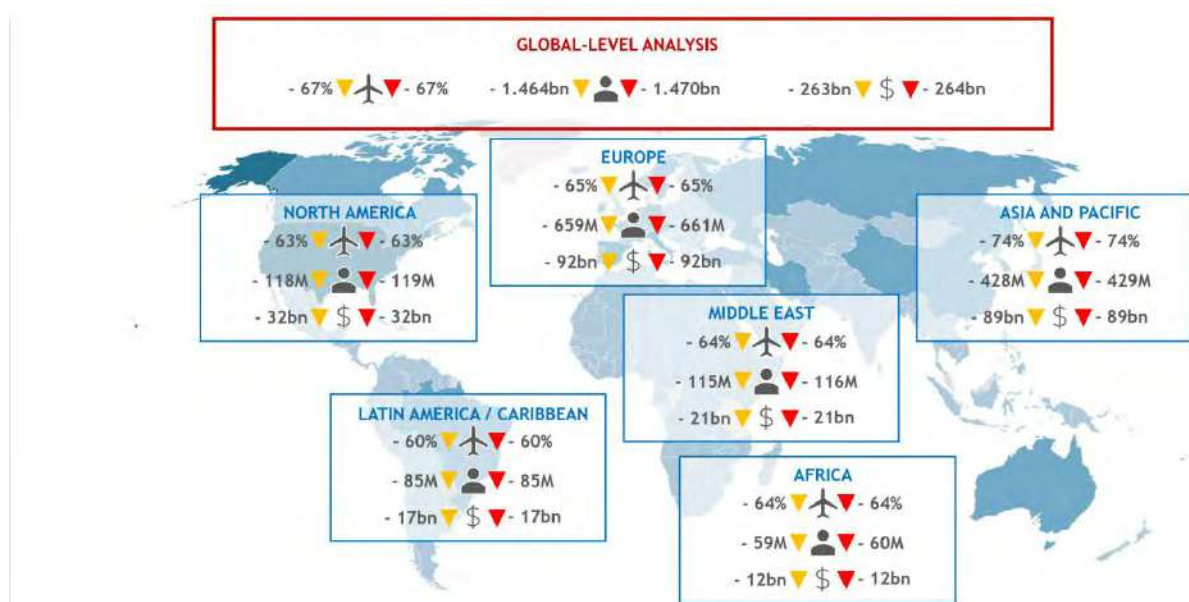 GLOBAL-LEVEL ANALYSIS
- 67% - 67% - 1.464bn - 1.470bn - 263bn $ - 264bn
EUROPE
- 65% - 65%
- 659M - 661M
- 92bn $ - 92bn
NORTH AMERICA
- 63% - 63%
- 118M - 119M
- 32bn $ - 32bn
ASIA AND PACIFIC
- 74% - 74%
- 428M - 429M
- 89bn $ - 89bn
MIDDLE EAST
- 64% - 64%
- 115M - 116M
- 21bn $ - 21bn
LATIN AMERICA / CARIBBEAN
- 60% - 60%
- 85M - 85M
- 17bn $ - 17bn
AFRICA
- 64% - 64%
- 59M - 60M
- 12bn $ - 12bn